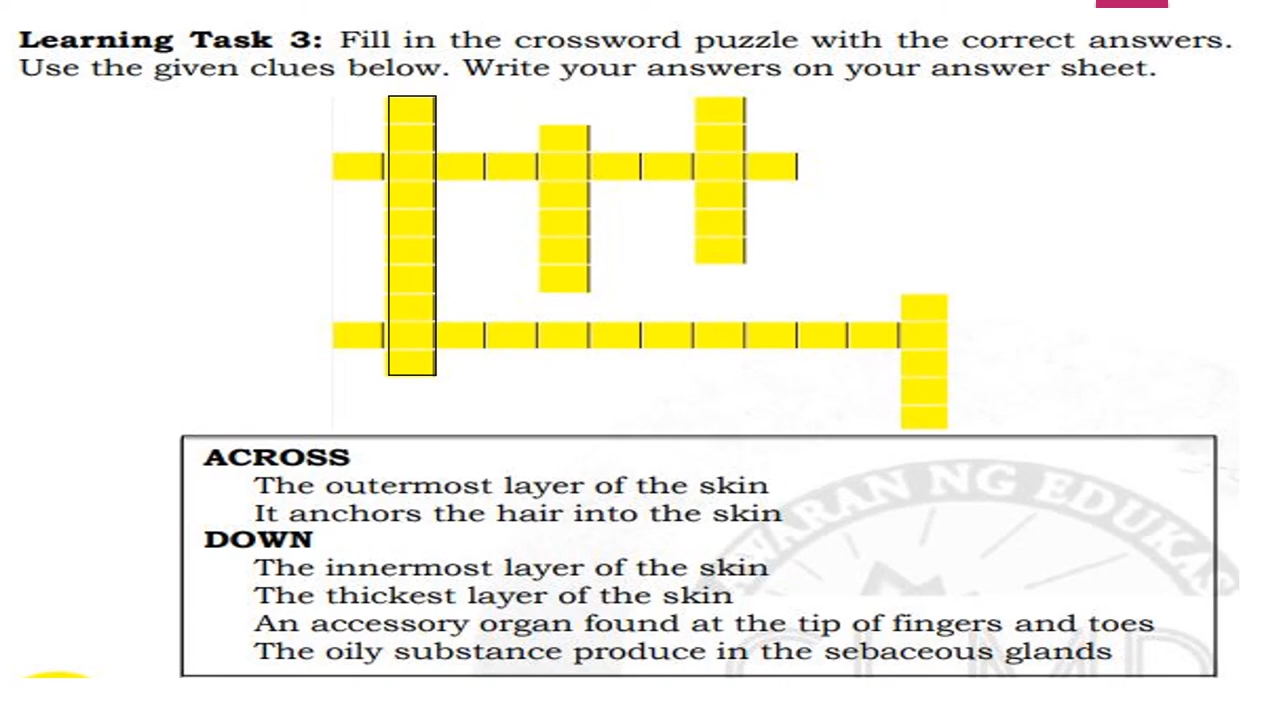 Learning Task 3: Fill in the crossword puzzle with the correct answers.
Use the given clues below. Write your answers on your answer sheet.
ACROSS
The outermost layer of the skin
It anchors the hair into the skin
DOWN
The innermost layer of the skin
The thickest layer of the skin
An accessory organ found at the tip of fingers and toes
The oily substance produce in the sebaceous glands